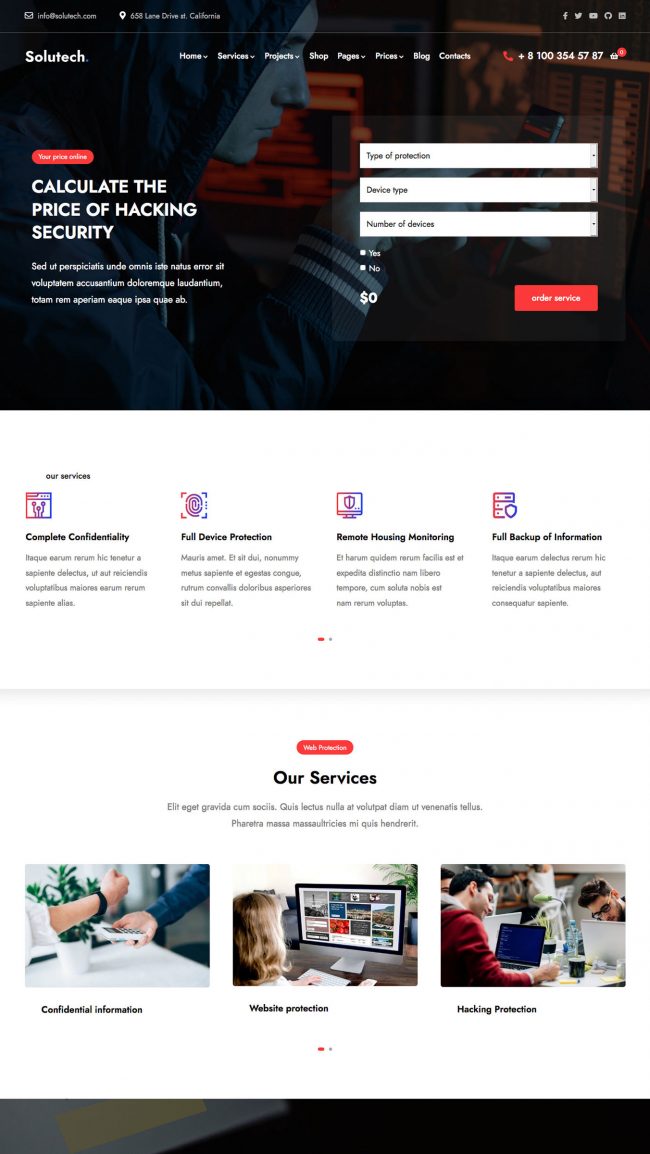 info@solutech.com
658 Lane Drive st. California
Solutech.
Home Services Projects Shop Pages Prices Blog Contacts
+ 8 100 354 57 87
0
Your price online
CALCULATE THE
PRICE OF HACKING
SECURITY
Sed ut perspiciatis unde omnis iste natus error sit
voluptatem accusantium doloremque laudantium,
totam rem aperiam eaque ipsa quae ab.
Type of protection
Device type
Number of devices
Yes
No
$0
order service
our services
Complete Confidentiality
Itaque earum rerum hic tenetur a
sapiente delectus, ut aut reiciendis
voluptatibus maiores earum rerum
sapiente alias.
Full Device Protection
Mauris amet. Et sit dui, nonummy
metus sapiente et egestas congue,
rutrum convallis doloribus asperiores
sit dui repellat.
Remote Housing Monitoring
Et harum quidem rerum facilis est et
expedita distinctio nam libero
tempore, cum soluta nobis est
nam rerum voluptas.
Full Backup of Information
Itaque earum delectus rerum hic
tenetur a sapiente delectus, aut
reiciendis voluptatibus maiores
consequatur sapiente.
Web Protection
Our Services
Elit eget gravida cum sociis. Quis lectus nulla at volutpat diam ut venenatis tellus.
Pharetra massa massaultricies mi quis hendrerit.
Confidential information
Website protection
Hacking Protection